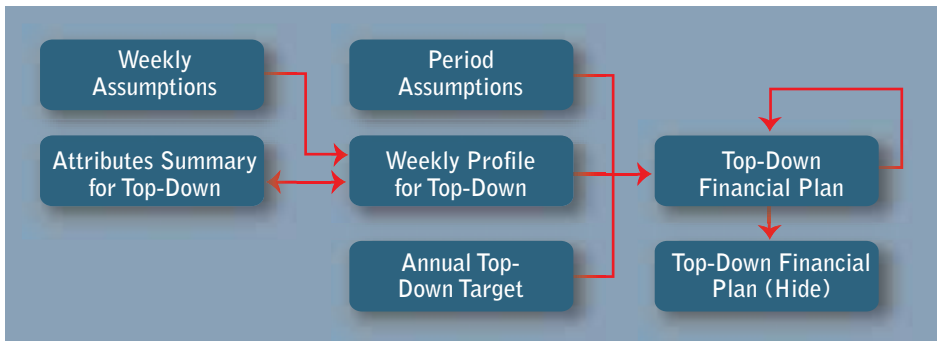 Weekly
Assumptions
Period
Assumptions
Attributes Summary
for Top-Down
Weekly Profile
for Top-Down
Top-Down
Financial Plan
Annual Top-
Down Target
Top-Down Financial
Plan (Hide)